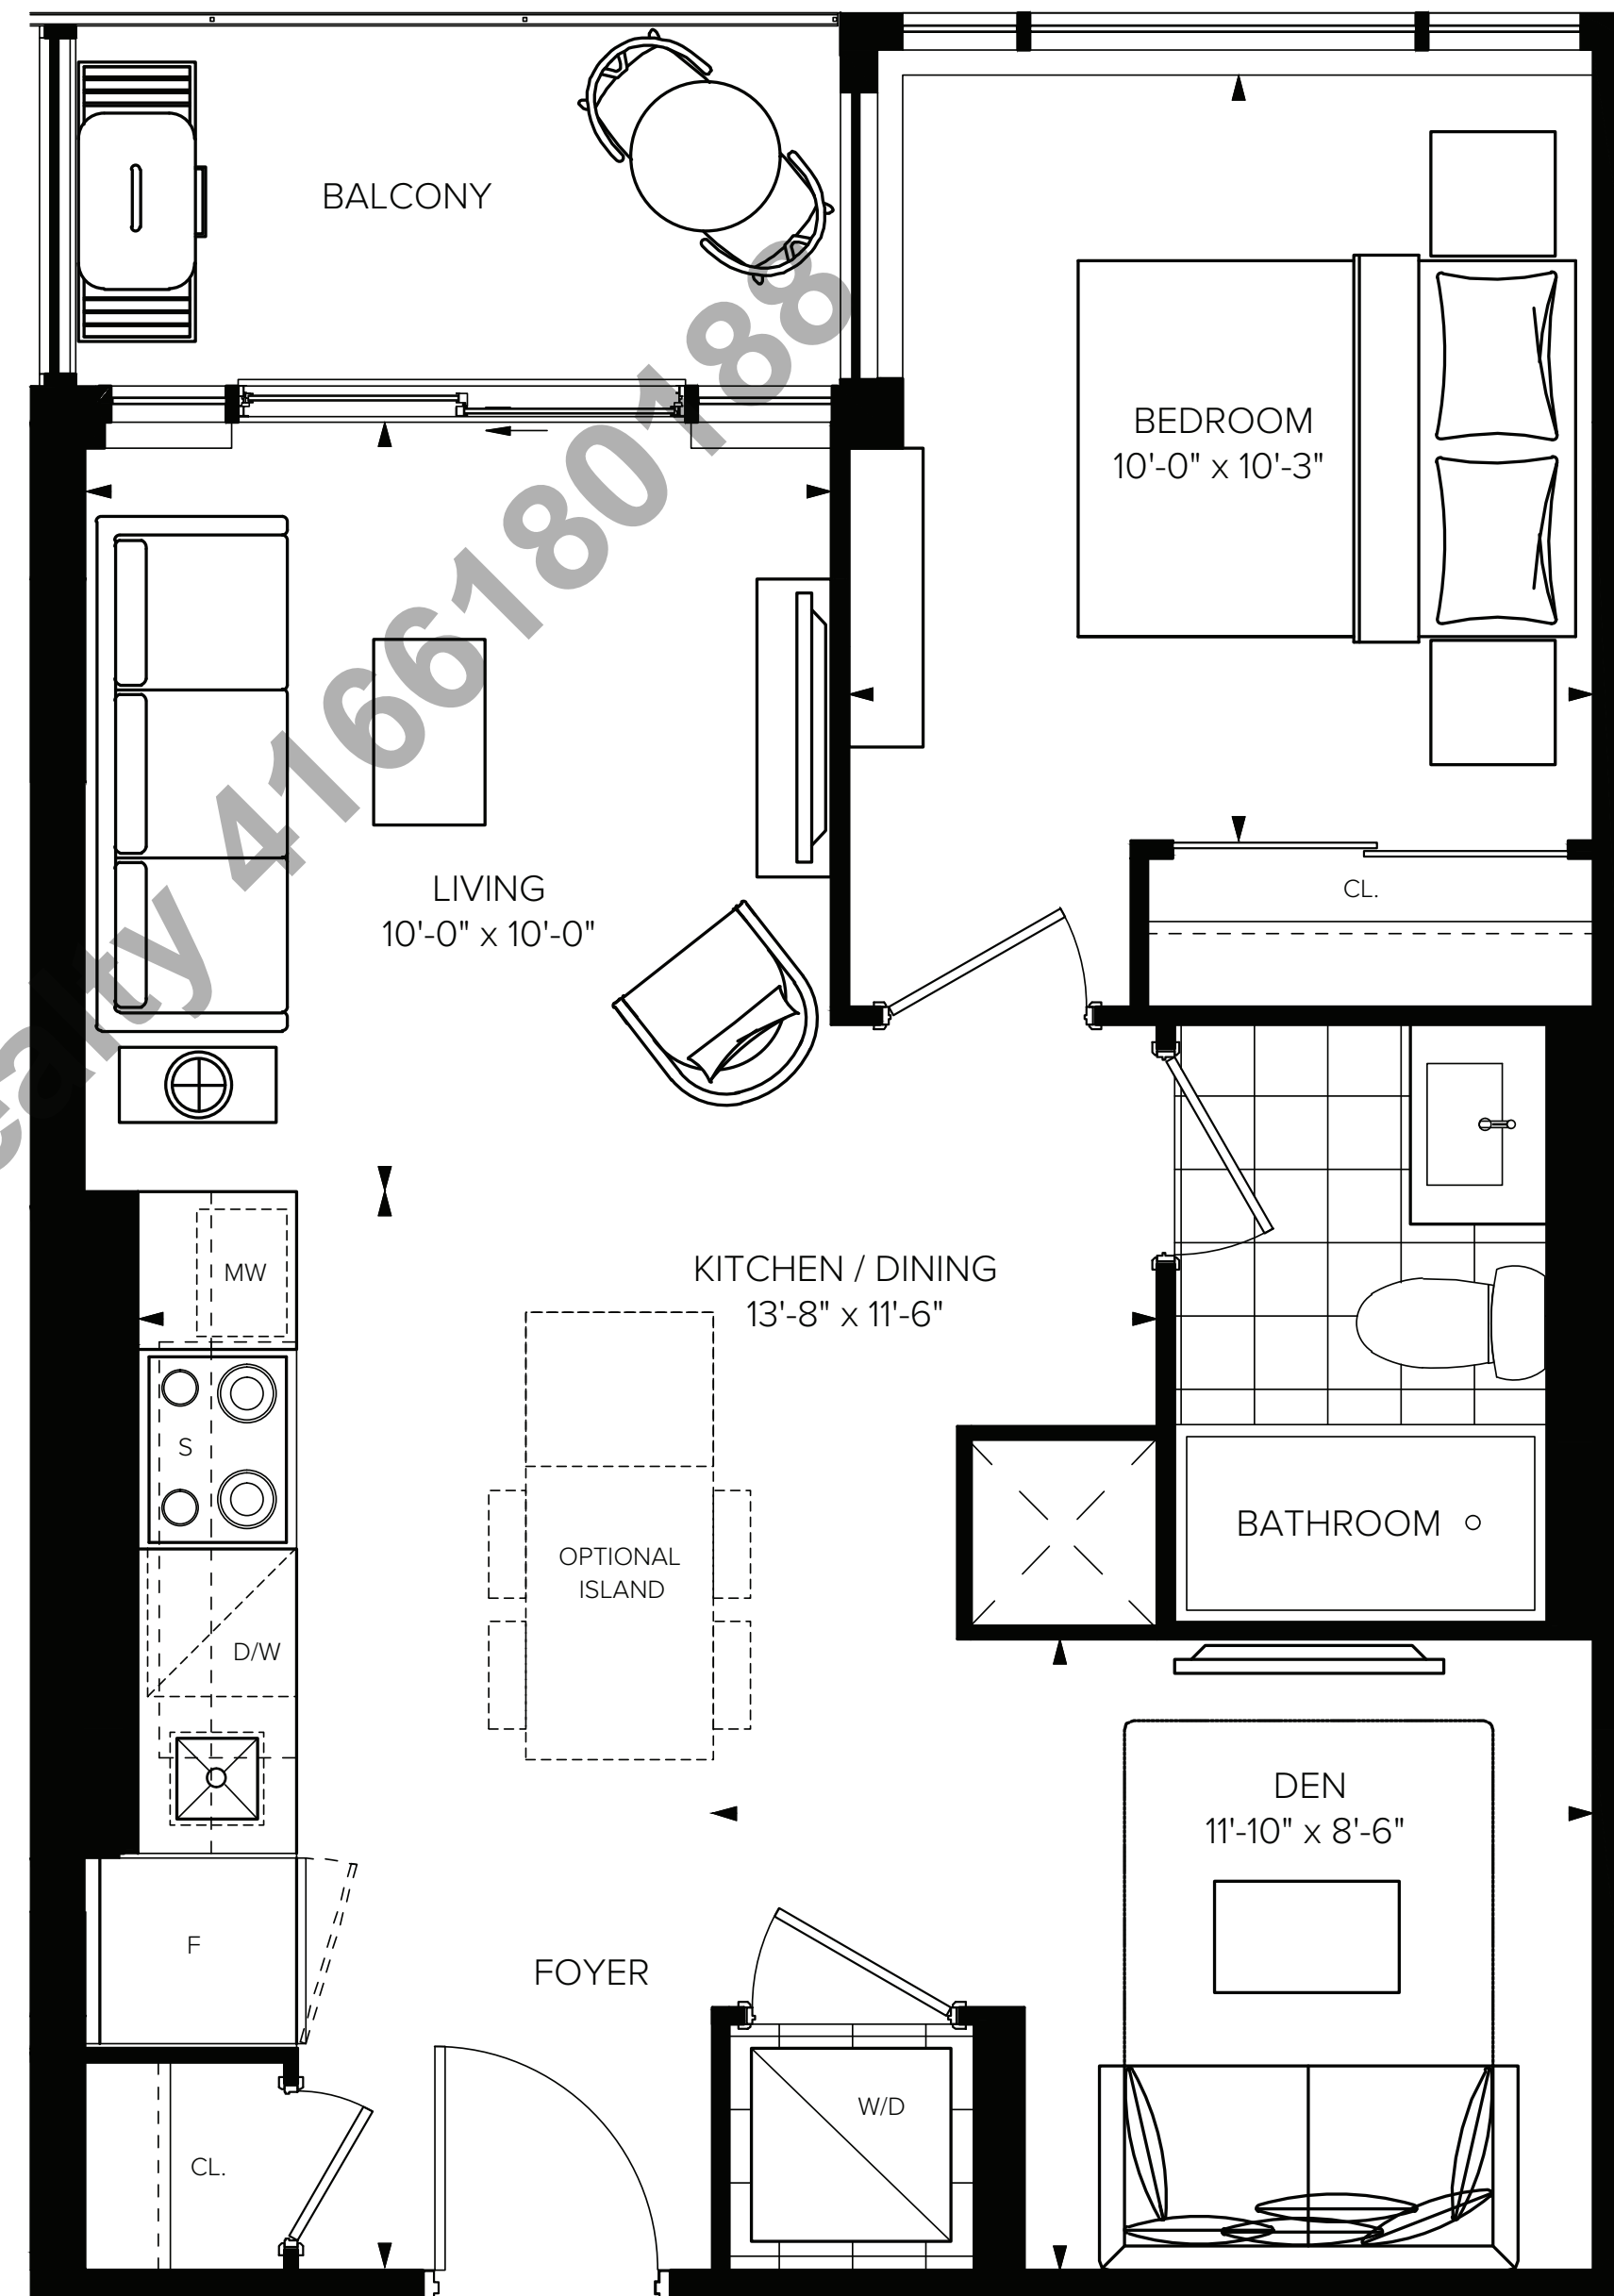 BALCONY
BEDROOM
10'-0" x 10'-3"
CL.
LIVING
10'-0" x 10'-0"
ealty 4166180188
MW
KITCHEN / DINING
13'-8" x 11'-6"
S
OPTIONAL
ISLAND
BATHROOM
D/W
DEN
11'-10" x 8'-6"
F
FOYER
W/D
CL.